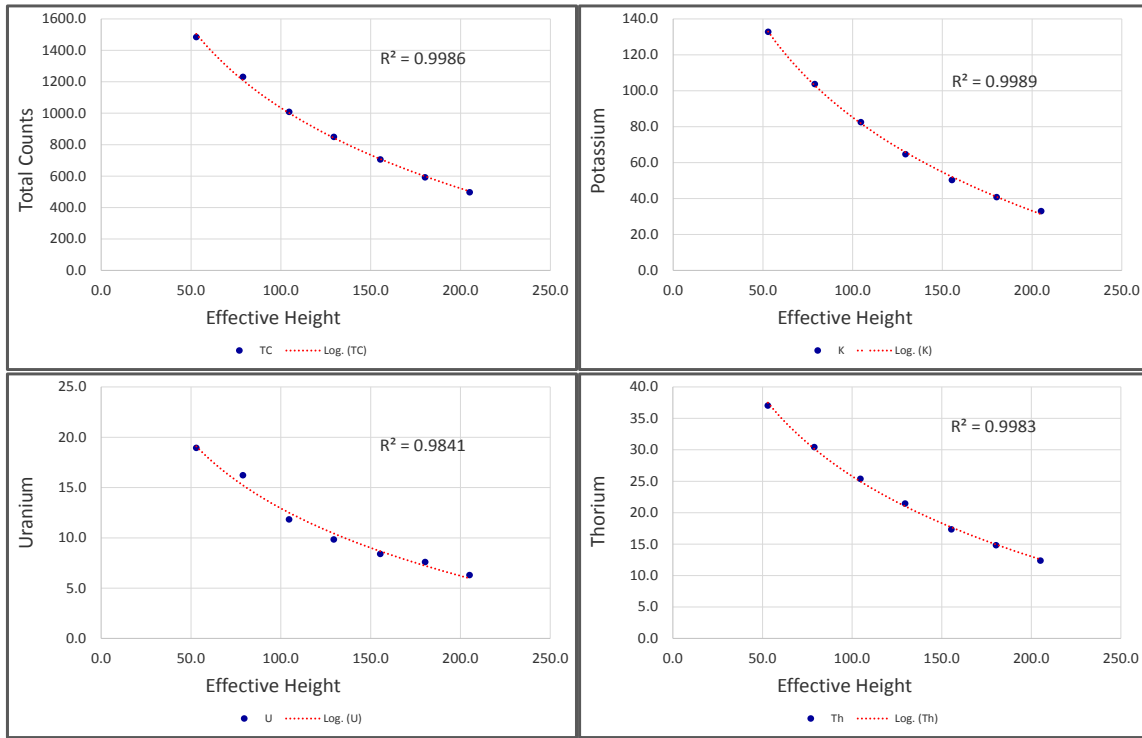 1600.0
1400.0
1200.0
1000.0
800.0
600.0
400.0
200.0
0.0
Total Counts
R² = 0.9986
0.0 50.0 100.0 150.0 200.0 250.0
Effective Height
TC Log. (TC)
140.0
120.0
100.0
80.0
60.0
40.0
20.0
0.0
Potassium
R² = 0.9989
0.0 50.0 100.0 150.0 200.0 250.0
Effective Height
K Log. (K)
25.0
20.0
15.0
10.0
5.0
0.0
Uranium
R² = 0.9841
0.0 50.0 100.0 150.0 200.0 250.0
Effective Height
U Log. (U)
40.0
35.0
30.0
25.0
20.0
15.0
10.0
5.0
0.0
Thorium
R² = 0.9983
0.0 50.0 100.0 150.0 200.0 250.0
Effective Height
Th Log. (Th)